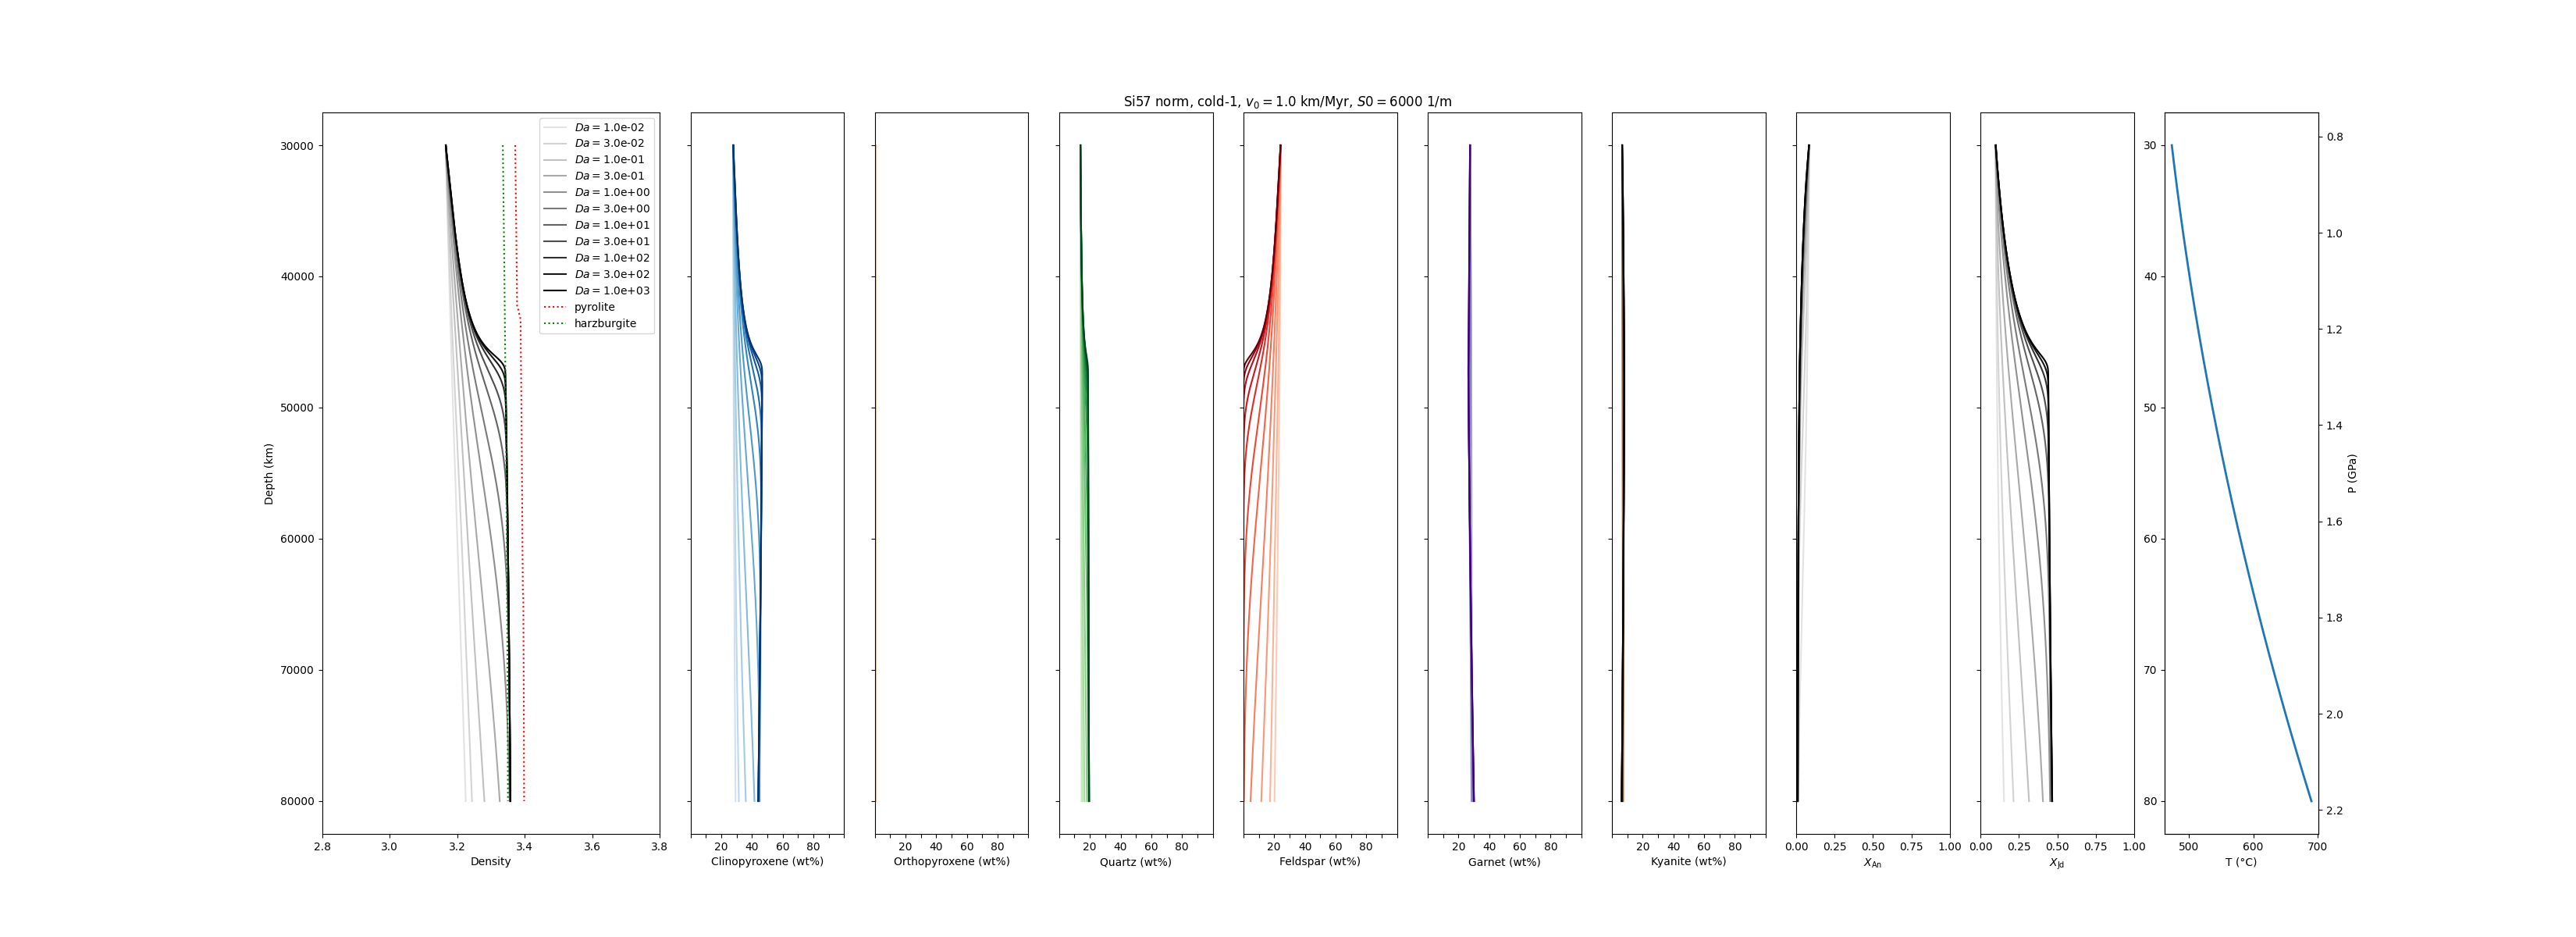 Si57 norm, cold-1, v₀ = 1.0 km/Myr, S0 = 6000 1/m
Da = 1.0e-02
Da = 3.0e-02
Da = 1.0e-01
Da = 3.0e-01
Da = 1.0e+00
Da = 3.0e+00
Da = 1.0e+01
Da = 3.0e+01
Da = 1.0e+02
Da = 3.0e+02
Da = 1.0e+03
pyrolite
harzburgite
30000
40000
50000
60000
70000
80000
Depth (km)
2.8 3.0 3.2 3.4 3.6 3.8
Density
20 40 60 80
Clinopyroxene (wt%)
20 40 60 80
Orthopyroxene (wt%)
20 40 60 80
Quartz (wt%)
20 40 60 80
Feldspar (wt%)
20 40 60 80
Garnet (wt%)
20 40 60 80
Kyanite (wt%)
0.00 0.25 0.50 0.75 1.00
X_An
0.00 0.25 0.50 0.75 1.00
X_Jd
30
40
50
60
70
80
500 600 700
T (°C)
0.8
1.0
1.2
1.4
1.6
1.8
2.0
2.2
P (GPa)